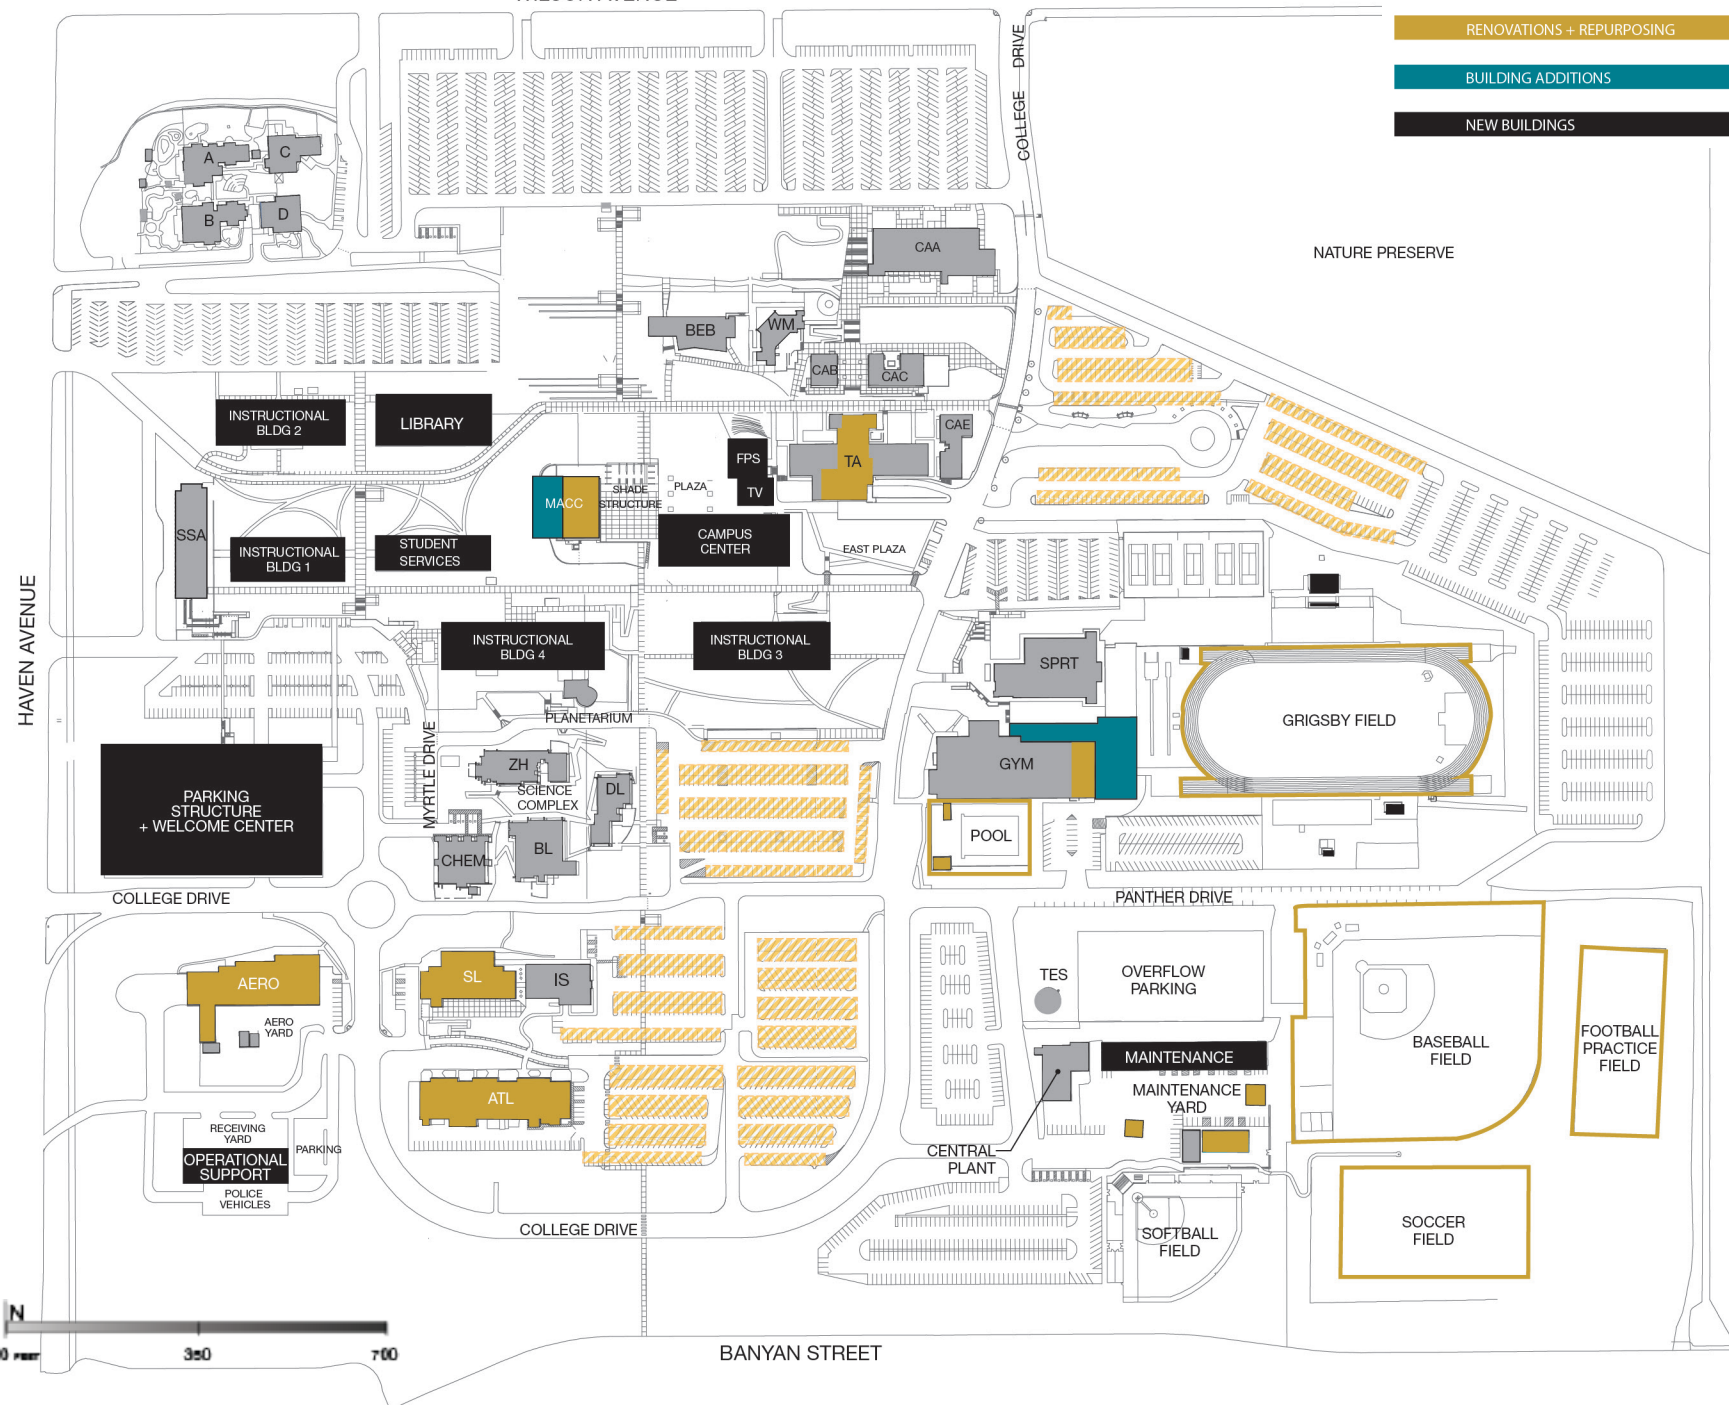 RENOVATIONS + REPURPOSING
BUILDING ADDITIONS
NEW BUILDINGS
COLLEGE DRIVE
A
C
B
D
CAA
NATURE PRESERVE
BEB
WM
CAB
CAC
INSTRUCTIONAL
BLDG 2
LIBRARY
CAE
FPS
TV
TA
MACC
SHADE
STRUCTURE
PLAZA
SSA
INSTRUCTIONAL
BLDG 1
STUDENT
SERVICES
CAMPUS
CENTER
EAST PLAZA
HAVEN AVENUE
INSTRUCTIONAL
BLDG 4
INSTRUCTIONAL
BLDG 3
SPRT
PLANETARIUM
GRIGSBY FIELD
MYRTLE DRIVE
ZH
SCIENCE
COMPLEX
DL
GYM
PARKING
STRUCTURE
+ WELCOME CENTER
POOL
CHEM
BL
COLLEGE DRIVE
PANTHER DRIVE
AERO
SL
IS
TES
OVERFLOW
PARKING
AERO
YARD
BASEBALL
FIELD
FOOTBALL
PRACTICE
FIELD
MAINTENANCE
MAINTENANCE
YARD
ATL
RECEIVING
YARD
PARKING
OPERATIONAL
SUPPORT
POLICE
VEHICLES
CENTRAL
PLANT
COLLEGE DRIVE
SOFTBALL
FIELD
SOCCER
FIELD
N
0 FEET
350
700
BANYAN STREET